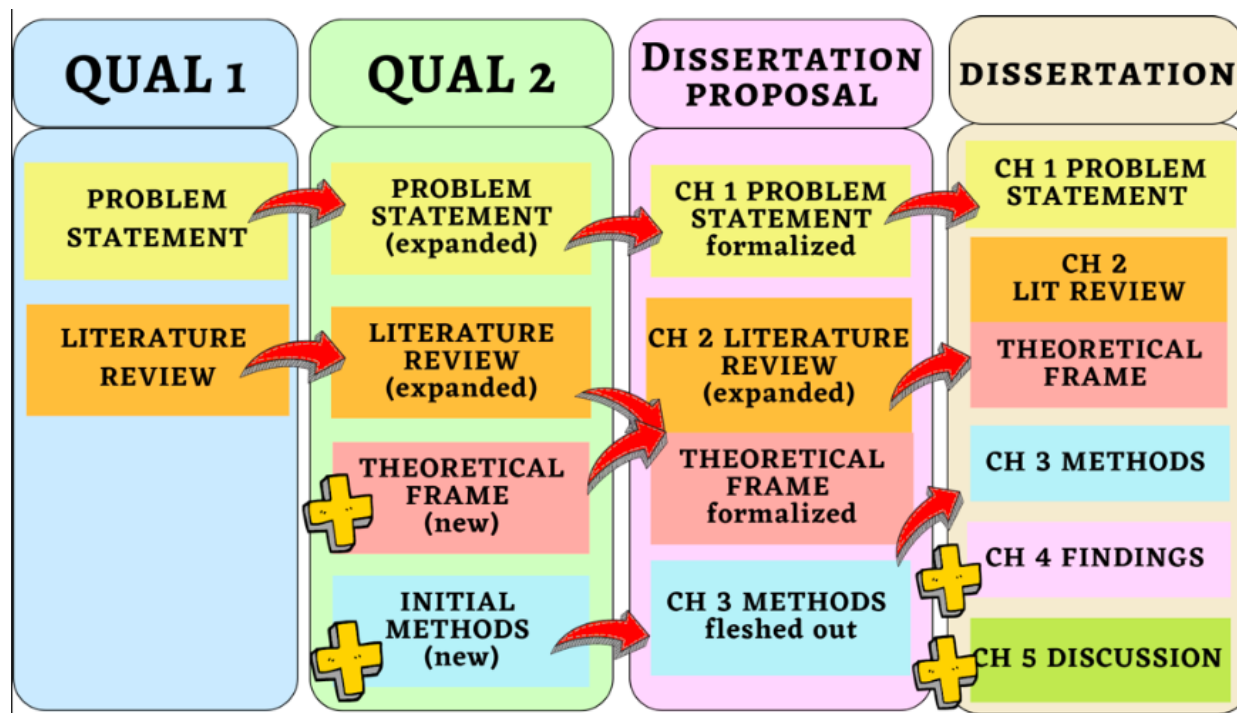 QUAL 1
PROBLEM
STATEMENT
LITERATURE
REVIEW
QUAL 2
PROBLEM
STATEMENT
(expanded)
LITERATURE
REVIEW
(expanded)
THEORETICAL
FRAME
(new)
INITIAL
METHODS
(new)
DISSERTATION
PROPOSAL
CH 1 PROBLEM
STATEMENT
formalized
CH 2 LITERATURE
REVIEW
(expanded)
THEORETICAL
FRAME
formalized
CH 3 METHODS
fleshed out
DISSERTATION
CH 1 PROBLEM
STATEMENT
CH 2
LIT REVIEW
THEORETICAL
FRAME
CH 3 METHODS
CH 4 FINDINGS
CH 5 DISCUSSION